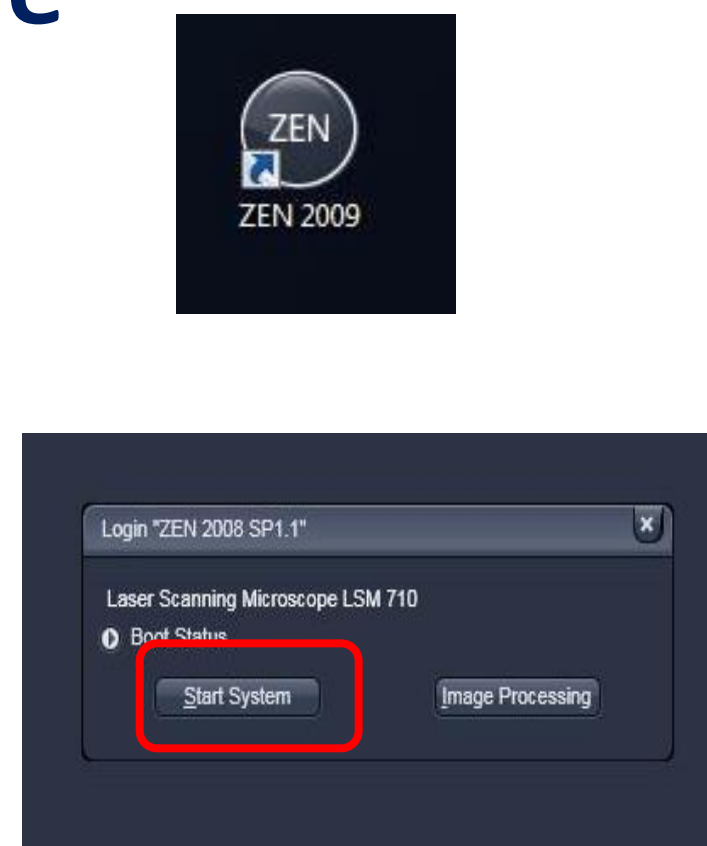 ZEN
ZEN 2009
Login "ZEN 2008 SP1.1"
Laser Scanning Microscope LSM 710
Boot Status
Start System
Image Processing